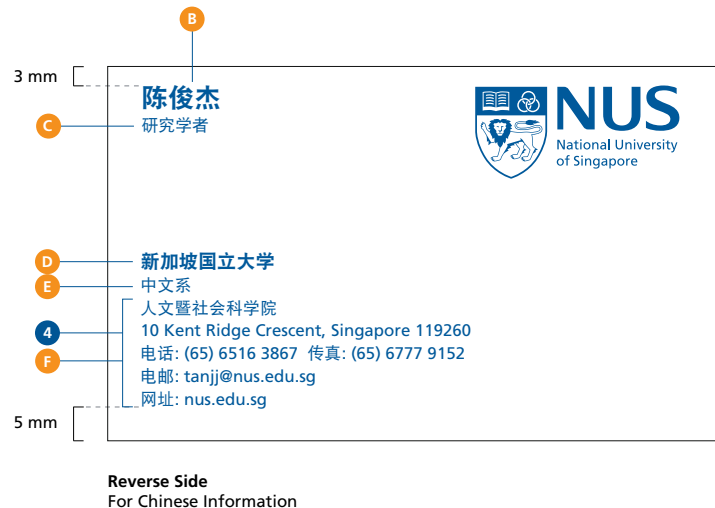 B
3 mm
陈俊杰
C
研究学者
NUS
National University
of Singapore
D
新加坡国立大学
E
中文系
人文暨社会科学院
4
10 Kent Ridge Crescent, Singapore 119260
F
电话: (65) 6516 3867 传真: (65) 6777 9152
电邮: tanjj@nus.edu.sg
网址: nus.edu.sg
5 mm
Reverse Side
For Chinese Information